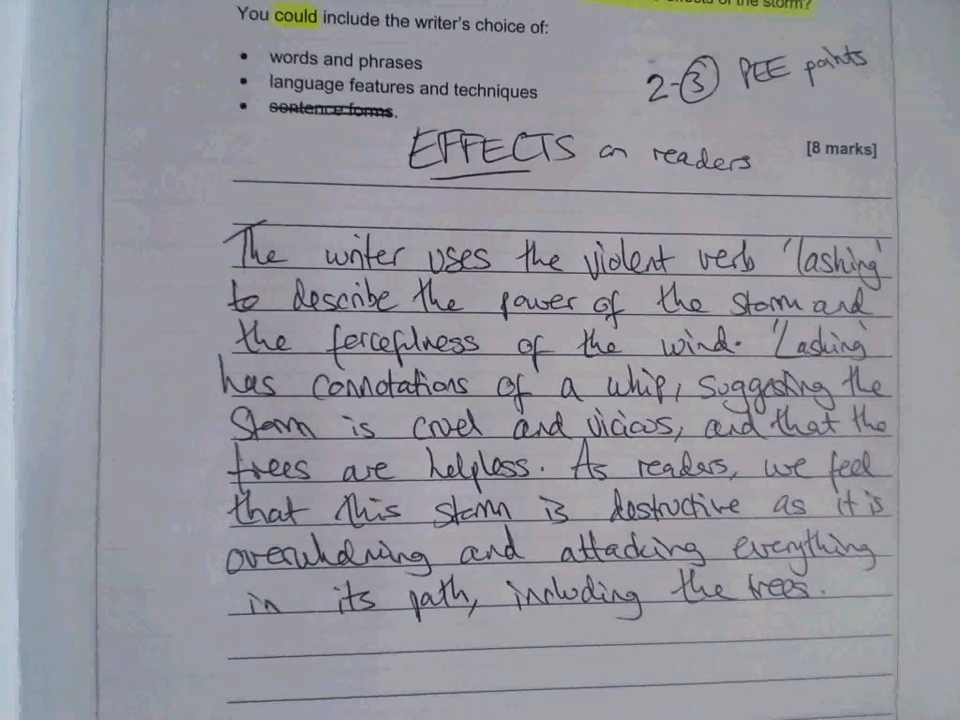 effects of the storm?
You could include the writer's choice of:
• words and phrases
• language features and techniques
• sentence forms.
2-3 PEE points
EFFECTS on readers
[8 marks]
The writer uses the violent verb 'lashing'
to describe the power of the storm and
the forcefulness of the wind. 'Lashing'
has connotations of a whip, suggesting the
storm is cruel and vicious, and that the
trees are helpless. As readers, we feel
that this storm is destructive as it is
overwhelming and attacking everything
in its path, including the trees.